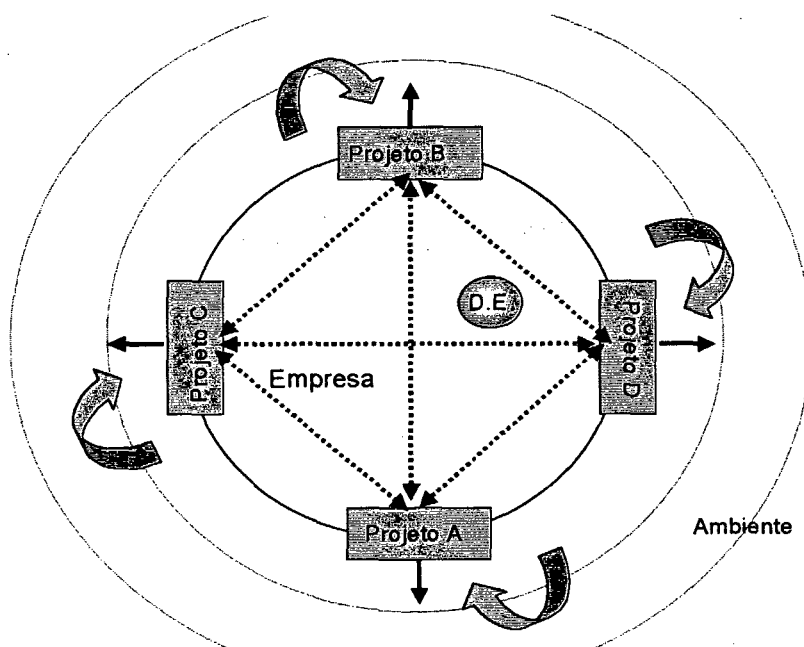 Projeto B
D.E
Projeto C
Projeto D
Empresa
Projeto A
Ambiente